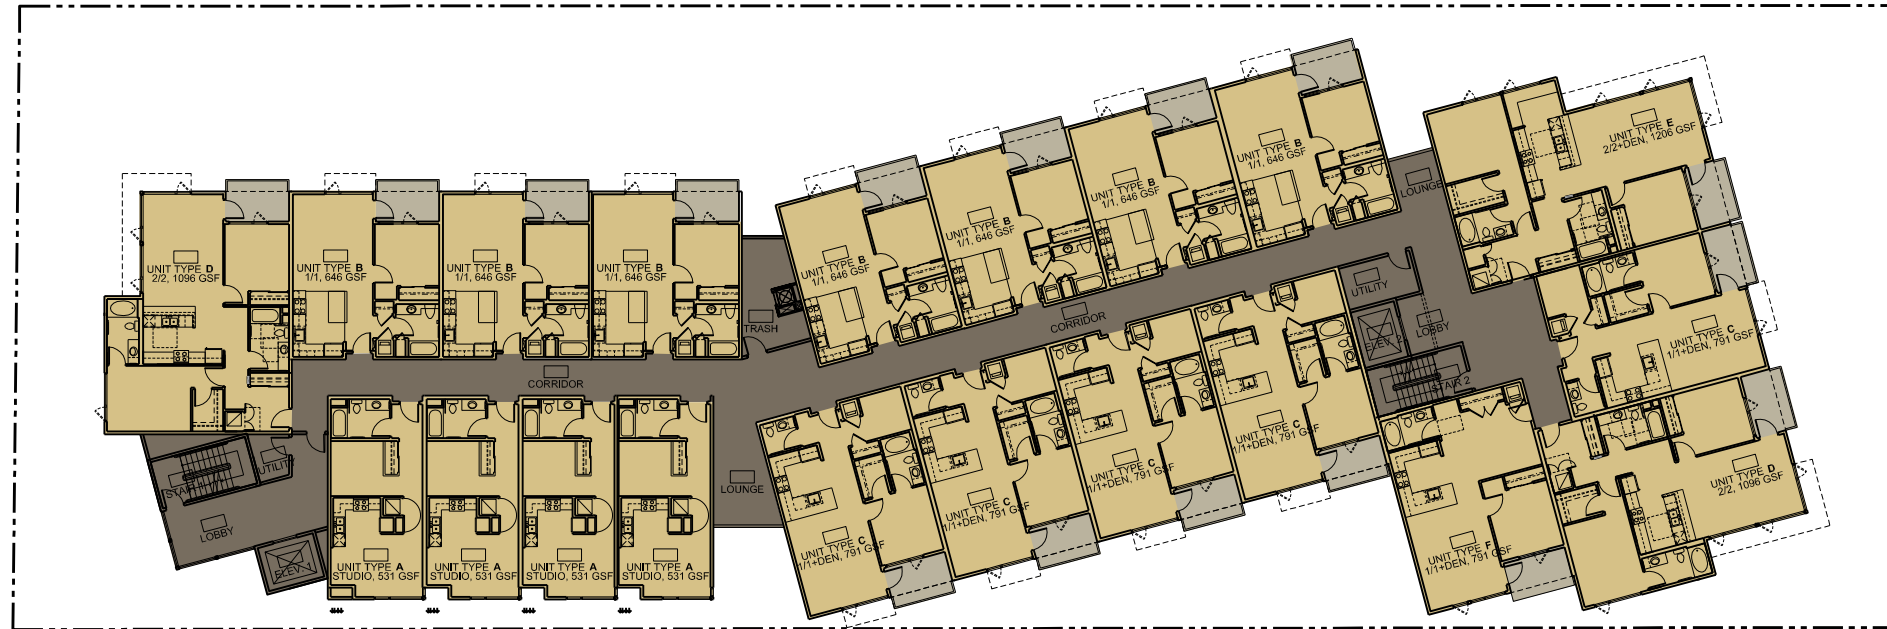 UNIT TYPE D
2/2, 1096 GSF
UNIT TYPE B
1/1, 646 GSF
UNIT TYPE B
1/1, 646 GSF
UNIT TYPE B
1/1, 646 GSF
UNIT TYPE B
1/1, 646 GSF
UNIT TYPE B
1/1, 646 GSF
UNIT TYPE B
1/1, 646 GSF
UNIT TYPE B
1/1, 646 GSF
UNIT TYPE E
2/2+DEN, 1206 GSF
LOUNGE
UTILITY
LOBBY
ELEV. 2
STAIR 2
TRASH
CORRIDOR
CORRIDOR
UNIT TYPE C
1/1+DEN, 791 GSF
UTILITY
STAIR 1
LOBBY
ELEV. 1
UNIT TYPE A
STUDIO, 531 GSF
UNIT TYPE A
STUDIO, 531 GSF
UNIT TYPE A
STUDIO, 531 GSF
UNIT TYPE A
STUDIO, 531 GSF
LOUNGE
UNIT TYPE C
1/1+DEN, 791 GSF
UNIT TYPE C
1/1+DEN, 791 GSF
UNIT TYPE C
1/1+DEN, 791 GSF
UNIT TYPE C
1/1+DEN, 791 GSF
UNIT TYPE F
1/1+DEN, 791 GSF
UNIT TYPE D
2/2, 1096 GSF